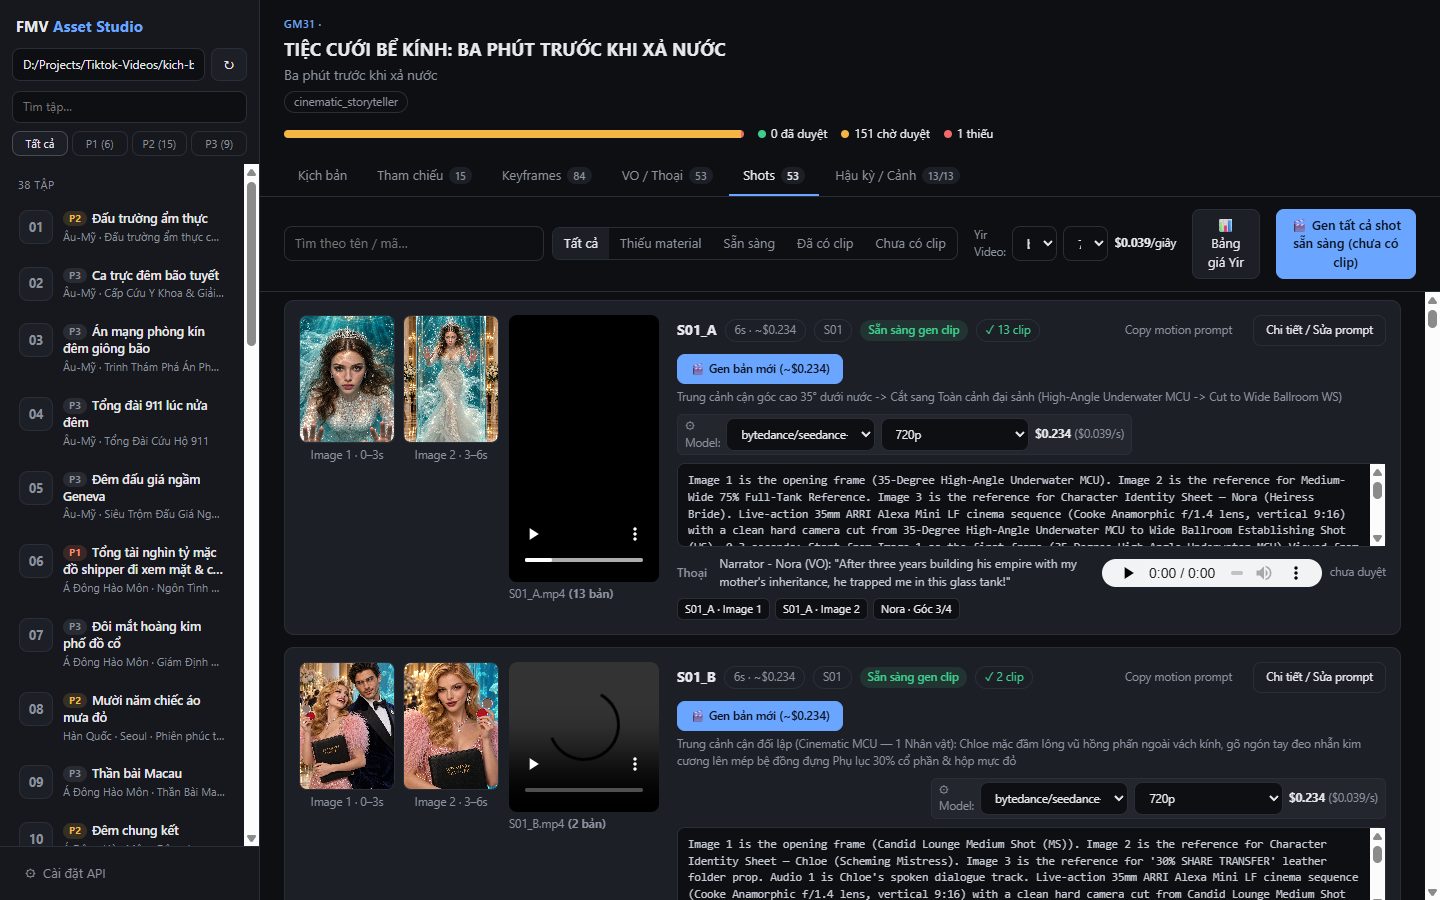 FMV Asset Studio
D:/Projects/Tiktok-Videos/kich-b
↻
Tìm tập...
Tất cả
P1 (6)
P2 (15)
P3 (9)
38 TẬP
01
P2 Đấu trường ẩm thực
Âu-Mỹ · Đấu trường ẩm thực c...
02
P3 Ca trực đêm bão tuyết
Âu-Mỹ · Cấp Cứu Y Khoa & Giải...
03
P3 Án mạng phòng kín
đêm giông bão
Âu-Mỹ · Trinh Thám Phá Án Ph...
04
P3 Tổng đài 911 lúc nửa
đêm
Âu-Mỹ · Tổng Đài Cứu Hộ 911
05
P3 Đêm đấu giá ngầm
Geneva
Âu-Mỹ · Siêu Trộm Đấu Giá Ng...
06
P1 Tổng tài nghìn tỷ mặc
đồ shipper đi xem mặt & c...
Á Đông Hào Môn · Ngôn Tình ...
07
P3 Đôi mắt hoàng kim
phố đồ cổ
Á Đông Hào Môn · Giám Định ...
08
P2 Mười năm chiếc áo
mưa đỏ
Hàn Quốc · Seoul · Phiên phúc t...
09
P3 Thần bài Macau
Á Đông Hào Môn · Thần Bài Ma...
10
P2 Đêm chung kết
⚙ Cài đặt API
GM31 ·
TIỆC CƯỚI BỂ KÍNH: BA PHÚT TRƯỚC KHI XẢ NƯỚC
Ba phút trước khi xả nước
cinematic_storyteller
0 đã duyệt
151 chờ duyệt
1 thiếu
Kịch bản
Tham chiếu 15
Keyframes 84
VO / Thoại 53
Shots 53
Hậu kỳ / Cảnh 13/13
Tìm theo tên / mã...
Tất cả
Thiếu material
Sẵn sàng
Đã có clip
Chưa có clip
Yir
Video:
$0.039/giây
Bảng
giá Yir
Gen tất cả shot
sẵn sàng (chưa có
clip)
Image 1 · 0–3s
Image 2 · 3–6s
S01_A.mp4 (13 bản)
S01_A
6s · ~$0.234
S01
Sẵn sàng gen clip
✓ 13 clip
Copy motion prompt
Chi tiết / Sửa prompt
Gen bản mới (~$0.234)
Trung cảnh cận góc cao 35° dưới nước -> Cắt sang Toàn cảnh đại sảnh (High-Angle Underwater MCU -> Cut to Wide Ballroom WS)
⚙
Model:
bytedance/seedance-
720p
$0.234 ($0.039/s)
Image 1 is the opening frame (35-Degree High-Angle Underwater MCU). Image 2 is the reference for Medium-
Wide 75% Full-Tank Reference. Image 3 is the reference for Character Identity Sheet — Nora (Heiress
Bride). Live-action 35mm ARRI Alexa Mini LF cinema sequence (Cooke Anamorphic f/1.4 lens, vertical 9:16)
with a clean hard camera cut from 35-Degree High-Angle Underwater MCU to Wide Ballroom Establishing Shot
Thoại
Narrator - Nora (VO): "After three years building his empire with my
mother's inheritance, he trapped me in this glass tank!"
0:00 / 0:00
chưa duyệt
S01_A · Image 1
S01_A · Image 2
Nora · Góc 3/4
Image 1 · 0–3s
Image 2 · 3–6s
S01_B.mp4 (2 bản)
S01_B
6s · ~$0.234
S01
Sẵn sàng gen clip
✓ 2 clip
Copy motion prompt
Chi tiết / Sửa prompt
Gen bản mới (~$0.234)
Trung cảnh cận đối lập (Cinematic MCU — 1 Nhân vật): Chloe mặc đầm lông vũ hồng phấn ngoài vách kính, gõ ngón tay đeo nhẫn kim
cương lên mép bệ đồng đựng Phụ lục 30% cổ phần & hộp mực đỏ
⚙
Model:
bytedance/seedance-
720p
$0.234 ($0.039/s)
Image 1 is the opening frame (Candid Lounge Medium Shot (MS)). Image 2 is the reference for Character
Identity Sheet — Chloe (Scheming Mistress). Image 3 is the reference for '30% SHARE TRANSFER' leather
folder prop. Audio 1 is Chloe's spoken dialogue track. Live-action 35mm ARRI Alexa Mini LF cinema sequence
(Cooke Anamorphic f/1.4 lens, vertical 9:16) with a clean hard camera cut from Candid Lounge Medium Shot